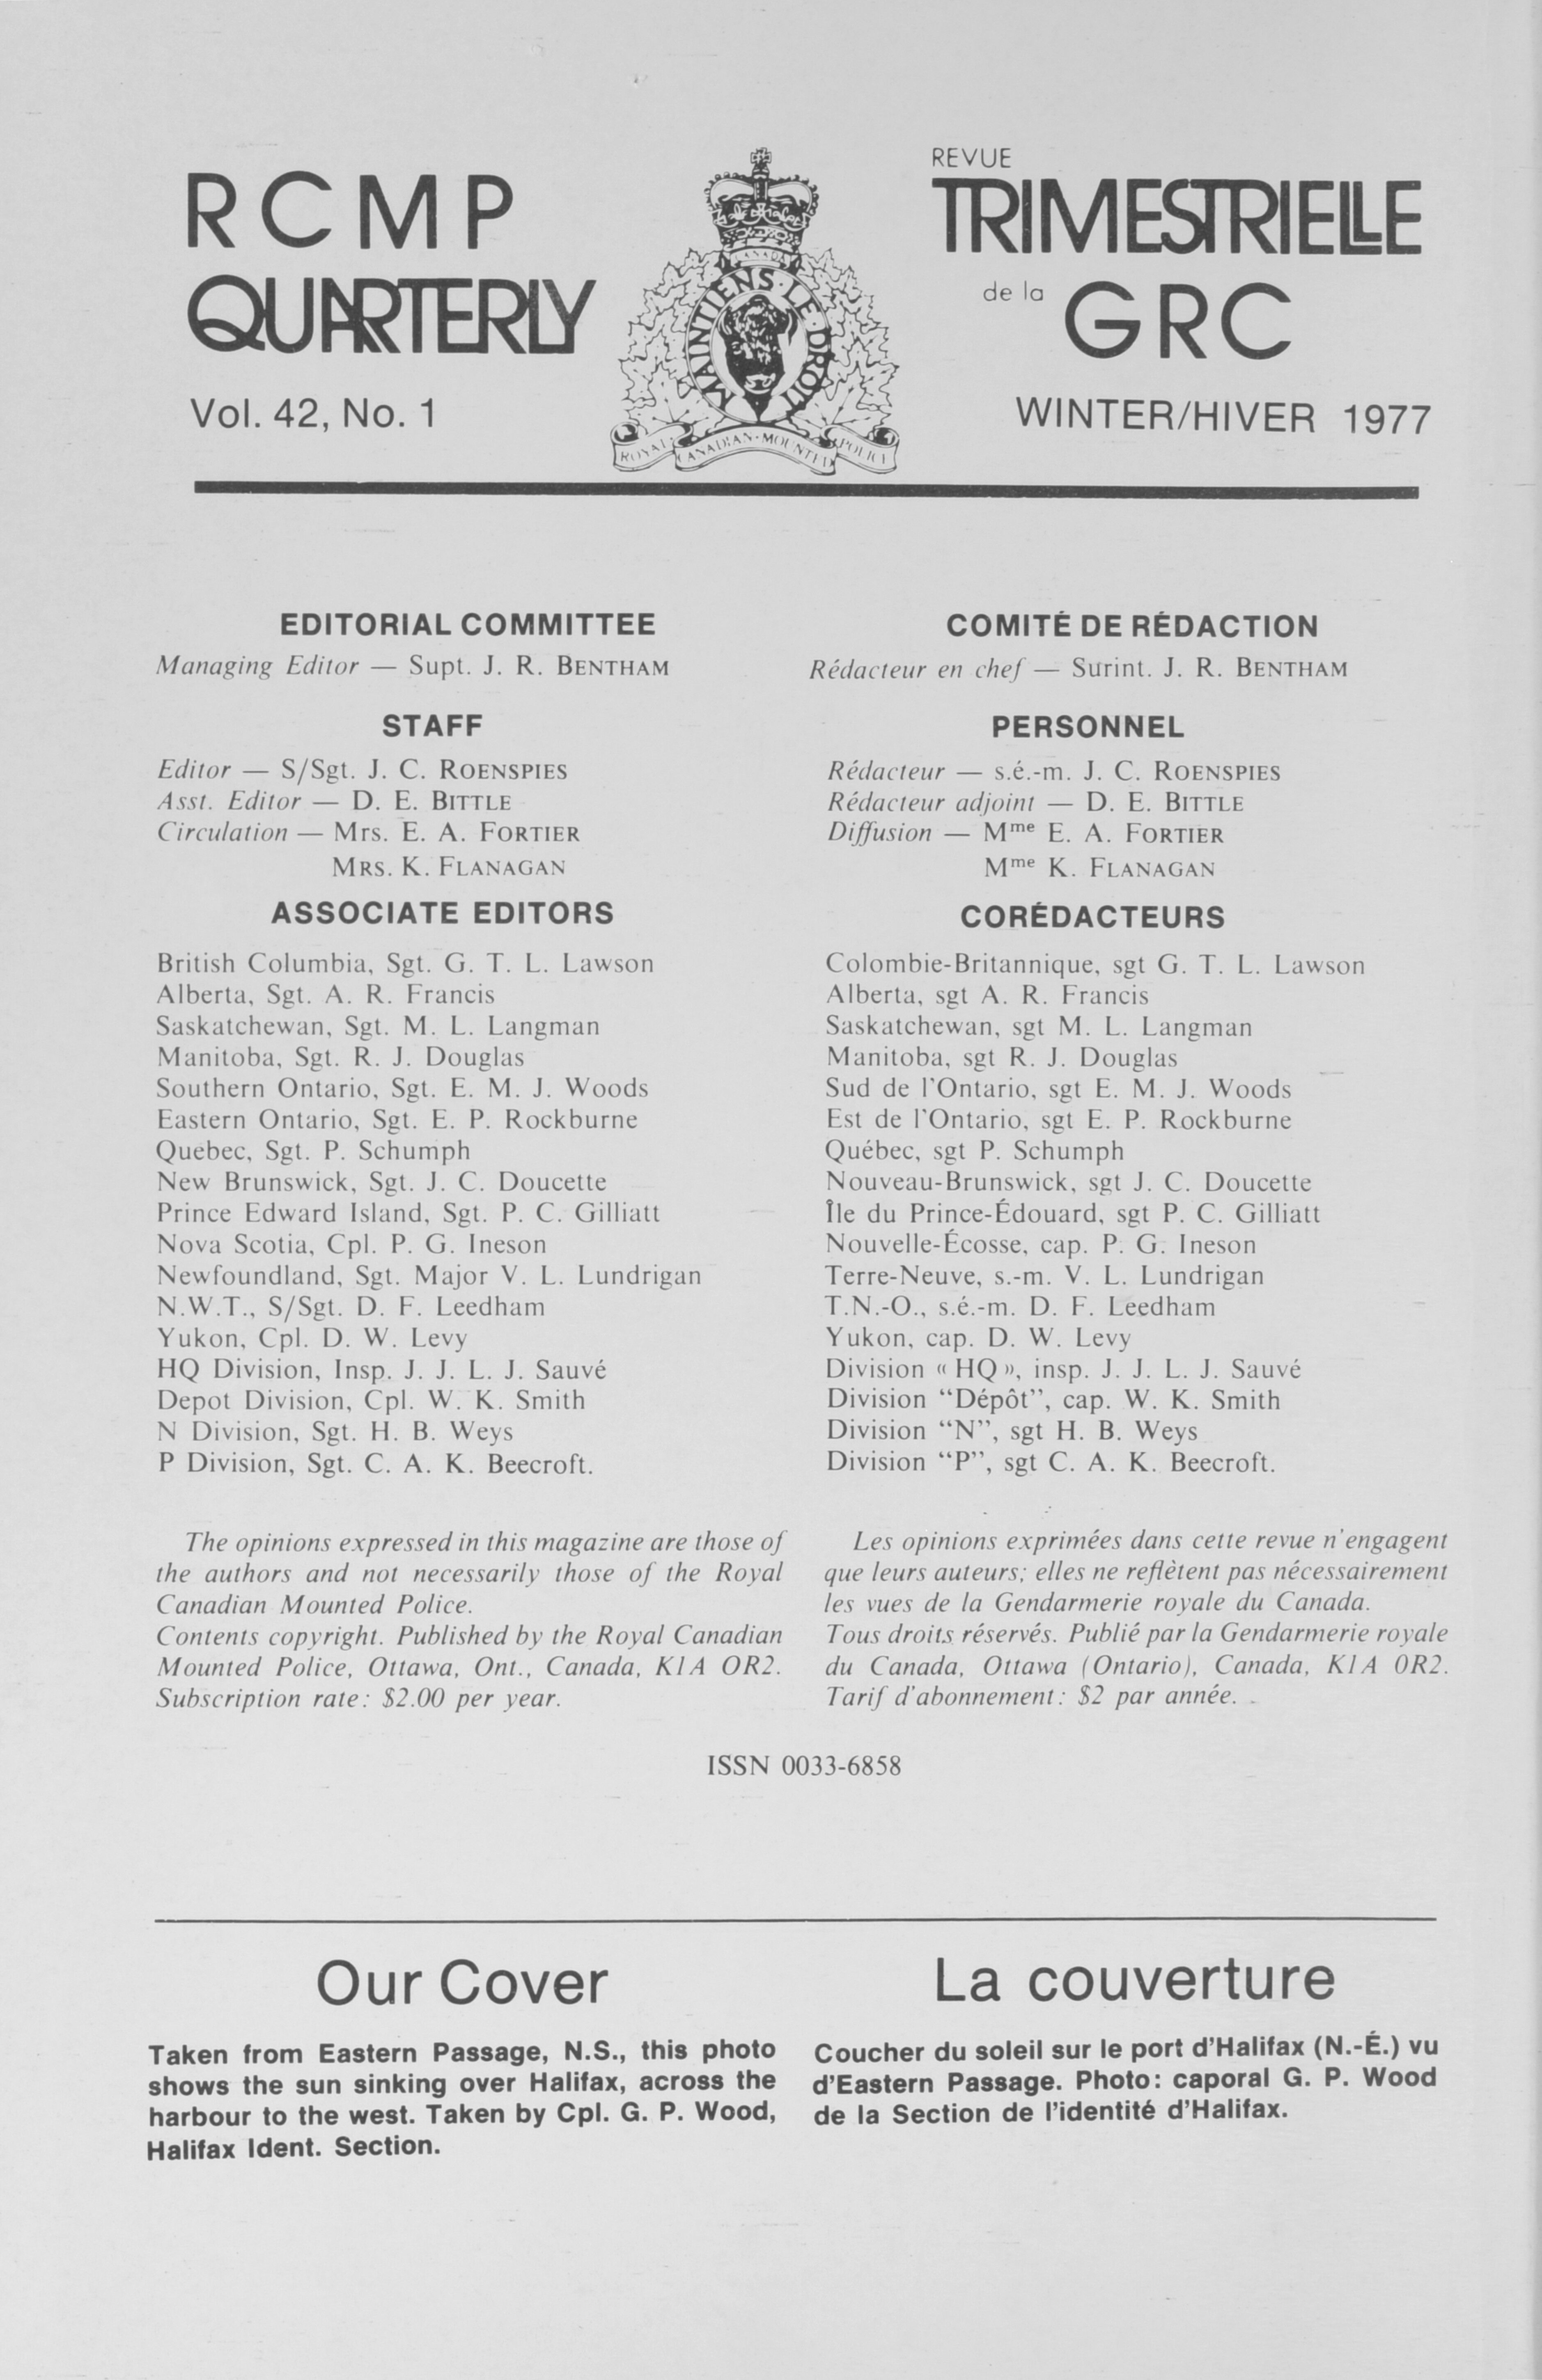 RCMP
QUARTERLY
Vol. 42, No. 1
CANADA
MAINTIENS LE DROIT
ROYAL CANADIAN MOUNTED POLICE
REVUE
TRIMESTRIELLE
de la GRC
WINTER/HIVER 1977
EDITORIAL COMMITTEE
Managing Editor — Supt. J. R. BENTHAM
STAFF
Editor — S/Sgt. J. C. ROENSPIES
Asst. Editor — D. E. BITTLE
Circulation — Mrs. E. A. FORTIER
MRS. K. FLANAGAN
ASSOCIATE EDITORS
British Columbia, Sgt. G. T. L. Lawson
Alberta, Sgt. A. R. Francis
Saskatchewan, Sgt. M. L. Langman
Manitoba, Sgt. R. J. Douglas
Southern Ontario, Sgt. E. M. J. Woods
Eastern Ontario, Sgt. E. P. Rockburne
Quebec, Sgt. P. Schumph
New Brunswick, Sgt. J. C. Doucette
Prince Edward Island, Sgt. P. C. Gilliatt
Nova Scotia, Cpl. P. G. Ineson
Newfoundland, Sgt. Major V. L. Lundrigan
N.W.T., S/Sgt. D. F. Leedham
Yukon, Cpl. D. W. Levy
HQ Division, Insp. J. J. L. J. Sauvé
Depot Division, Cpl. W. K. Smith
N Division, Sgt. H. B. Weys
P Division, Sgt. C. A. K. Beecroft.
The opinions expressed in this magazine are those of
the authors and not necessarily those of the Royal
Canadian Mounted Police.
Contents copyright. Published by the Royal Canadian
Mounted Police, Ottawa, Ont., Canada, K1A OR2.
Subscription rate: $2.00 per year.
COMITÉ DE RÉDACTION
Rédacteur en chef — Surint. J. R. BENTHAM
PERSONNEL
Rédacteur — s.é.-m. J. C. ROENSPIES
Rédacteur adjoint — D. E. BITTLE
Diffusion — Mme E. A. FORTIER
Mme K. FLANAGAN
CORÉDACTEURS
Colombie-Britannique, sgt G. T. L. Lawson
Alberta, sgt A. R. Francis
Saskatchewan, sgt M. L. Langman
Manitoba, sgt R. J. Douglas
Sud de l'Ontario, sgt E. M. J. Woods
Est de l'Ontario, sgt E. P. Rockburne
Québec, sgt P. Schumph
Nouveau-Brunswick, sgt J. C. Doucette
Île du Prince-Édouard, sgt P. C. Gilliatt
Nouvelle-Écosse, cap. P. G. Ineson
Terre-Neuve, s.-m. V. L. Lundrigan
T.N.-O., s.é.-m. D. F. Leedham
Yukon, cap. D. W. Levy
Division « HQ », insp. J. J. L. J. Sauvé
Division “Dépôt”, cap. W. K. Smith
Division “N”, sgt H. B. Weys
Division “P”, sgt C. A. K. Beecroft.
Les opinions exprimées dans cette revue n'engagent
que leurs auteurs; elles ne reflètent pas nécessairement
les vues de la Gendarmerie royale du Canada.
Tous droits réservés. Publié par la Gendarmerie royale
du Canada, Ottawa (Ontario), Canada, K1A 0R2.
Tarif d'abonnement: $2 par année.
ISSN 0033-6858
Our Cover
Taken from Eastern Passage, N.S., this photo
shows the sun sinking over Halifax, across the
harbour to the west. Taken by Cpl. G. P. Wood,
Halifax Ident. Section.
La couverture
Coucher du soleil sur le port d'Halifax (N.-É.) vu
d'Eastern Passage. Photo: caporal G. P. Wood
de la Section de l'identité d'Halifax.